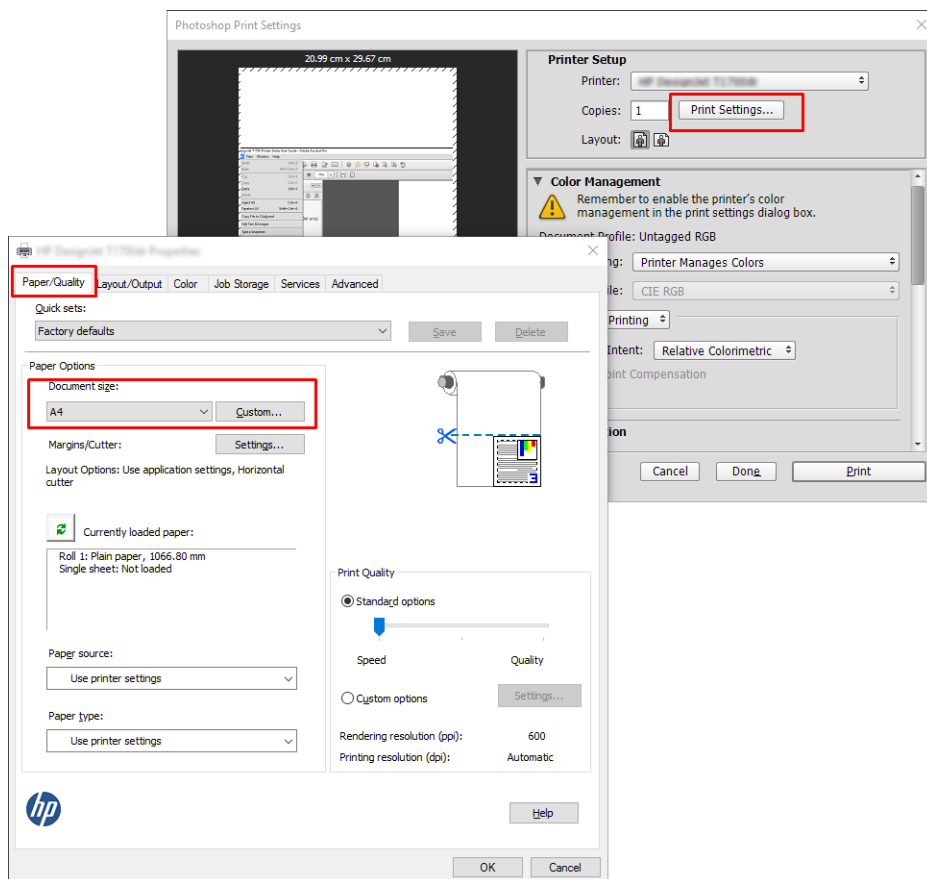 Photoshop Print Settings
20.99 cm x 29.67 cm
Printer Setup
Printer:
Copies: 1 Print Settings...
Layout:
Color Management
Remember to enable the printer's color
management in the print settings dialog box.
Document Profile: Untagged RGB
Printer Manages Colors
CIE RGB
Printing
Intent: Relative Colorimetric
Compensation
Cancel Done Print
HP DesignJet T1700dr Properties
Paper/Quality Layout/Output Color Job Storage Services Advanced
Quick sets:
Factory defaults Save Delete
Paper Options
Document size:
A4 Custom...
Margins/Cutter: Settings...
Layout Options: Use application settings, Horizontal
cutter
Currently loaded paper:
Roll 1: Plain paper, 1066.80 mm
Single sheet: Not loaded
Paper source:
Use printer settings
Paper type:
Use printer settings
Print Quality
Standard options
Speed Quality
Custom options Settings...
Rendering resolution (ppi): 600
Printing resolution (dpi): Automatic
hp
Help
OK Cancel